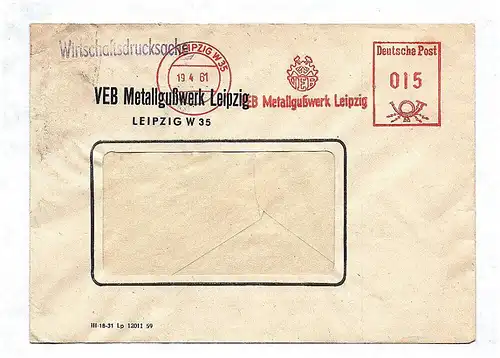 Wirtschaftsdrucksache
LEIPZIG W 35
19.4.61
Deutsche Post
015
VEB Metallgußwerk Leipzig
VEB Metallgußwerk Leipzig
LEIPZIG W 35
III-18-31 Lp 12011 59